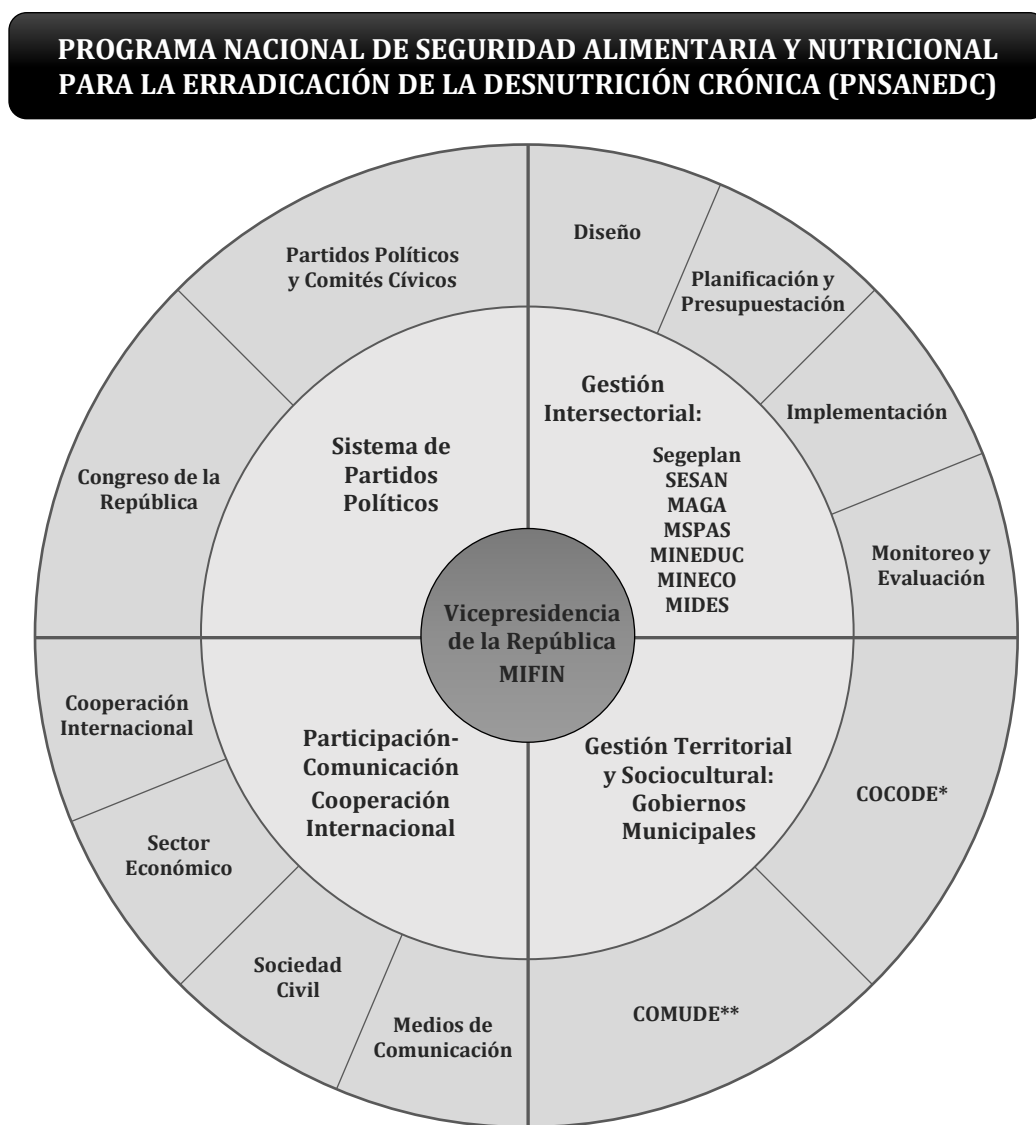 PROGRAMA NACIONAL DE SEGURIDAD ALIMENTARIA Y NUTRICIONAL
PARA LA ERRADICACIÓN DE LA DESNUTRICIÓN CRÓNICA (PNSANEDC)
Partidos Políticos
y Comités Cívicos
Congreso de la
República
Sistema de
Partidos
Políticos
Diseño
Planificación y
Presupuestación
Implementación
Monitoreo y
Evaluación
Gestión
Intersectorial:
Segeplan
SESAN
MAGA
MSPAS
MINEDUC
MINECO
MIDES
Vicepresidencia
de la República
MIFIN
Cooperación
Internacional
Sector
Económico
Sociedad
Civil
Medios de
Comunicación
Participación-
Comunicación
Cooperación
Internacional
Gestión Territorial
y Sociocultural:
Gobiernos
Municipales
COCODE*
COMUDE**